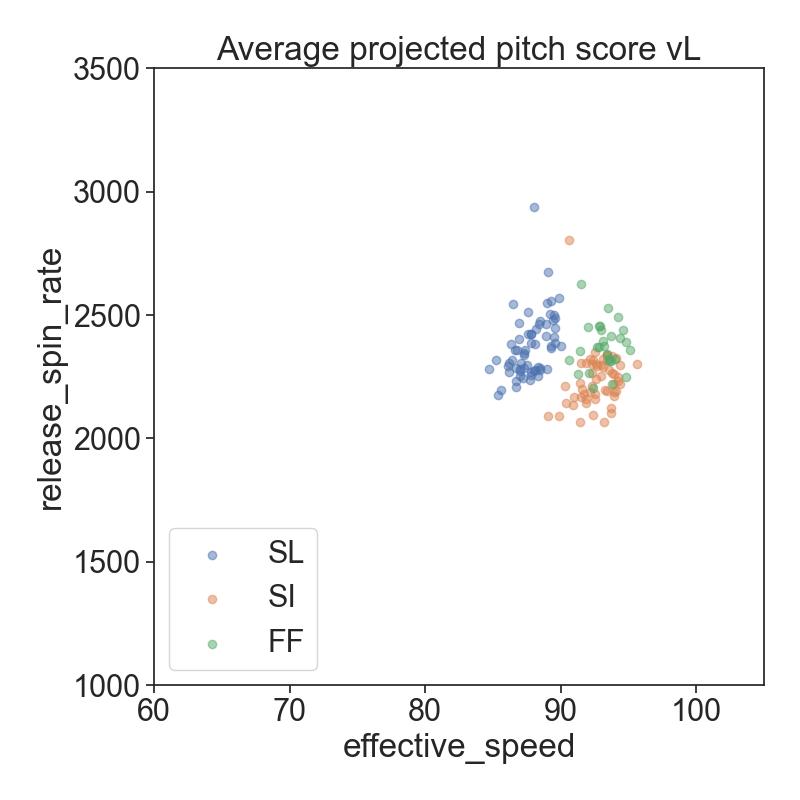 Average projected pitch score vL
3500
3000
2500
2000
1500
1000
release_spin_rate
SL
SI
FF
60 70 80 90 100
effective_speed